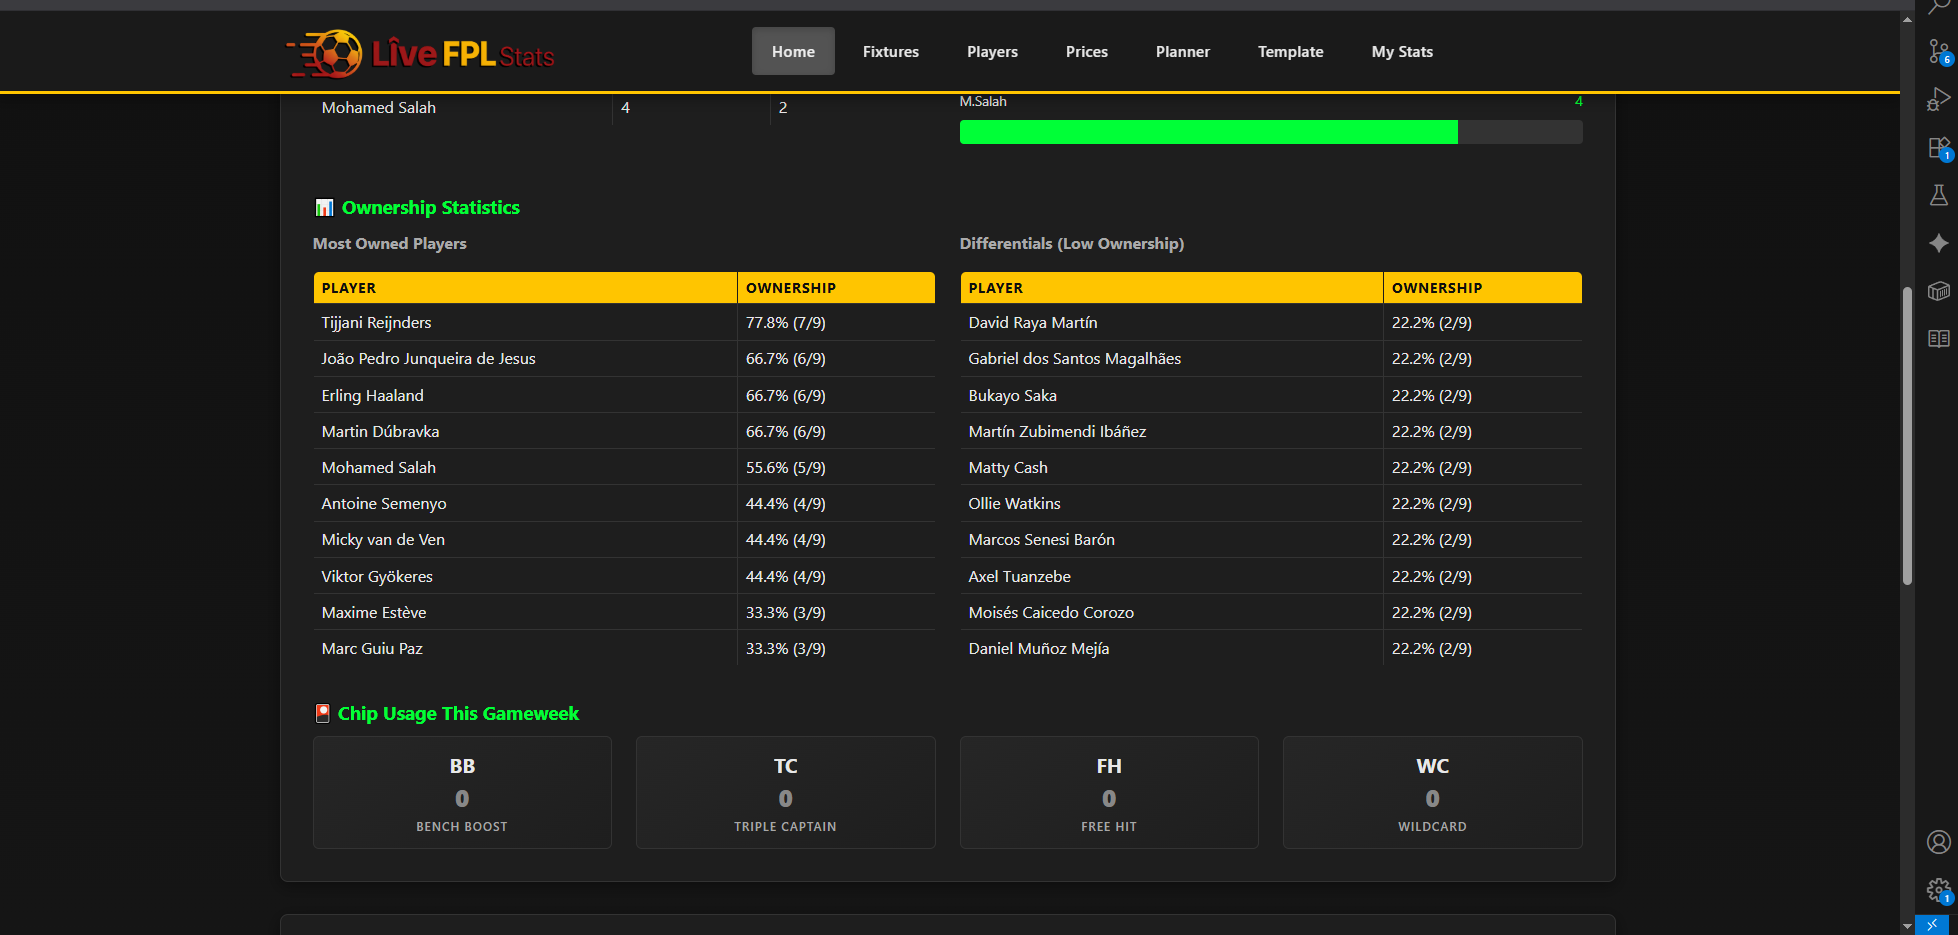 Lîve FPL Stats
Home Fixtures Players Prices Planner Template My Stats
Mohamed Salah 4 2
M.Salah 4
Ownership Statistics
Most Owned Players
PLAYER OWNERSHIP
Tijjani Reijnders 77.8% (7/9)
João Pedro Junqueira de Jesus 66.7% (6/9)
Erling Haaland 66.7% (6/9)
Martin Dúbravka 66.7% (6/9)
Mohamed Salah 55.6% (5/9)
Antoine Semenyo 44.4% (4/9)
Micky van de Ven 44.4% (4/9)
Viktor Gyökeres 44.4% (4/9)
Maxime Estève 33.3% (3/9)
Marc Guiu Paz 33.3% (3/9)
Differentials (Low Ownership)
PLAYER OWNERSHIP
David Raya Martín 22.2% (2/9)
Gabriel dos Santos Magalhães 22.2% (2/9)
Bukayo Saka 22.2% (2/9)
Martín Zubimendi Ibáñez 22.2% (2/9)
Matty Cash 22.2% (2/9)
Ollie Watkins 22.2% (2/9)
Marcos Senesi Barón 22.2% (2/9)
Axel Tuanzebe 22.2% (2/9)
Moisés Caicedo Corozo 22.2% (2/9)
Daniel Muñoz Mejía 22.2% (2/9)
Chip Usage This Gameweek
BB
0
BENCH BOOST
TC
0
TRIPLE CAPTAIN
FH
0
FREE HIT
WC
0
WILDCARD
6
1
1